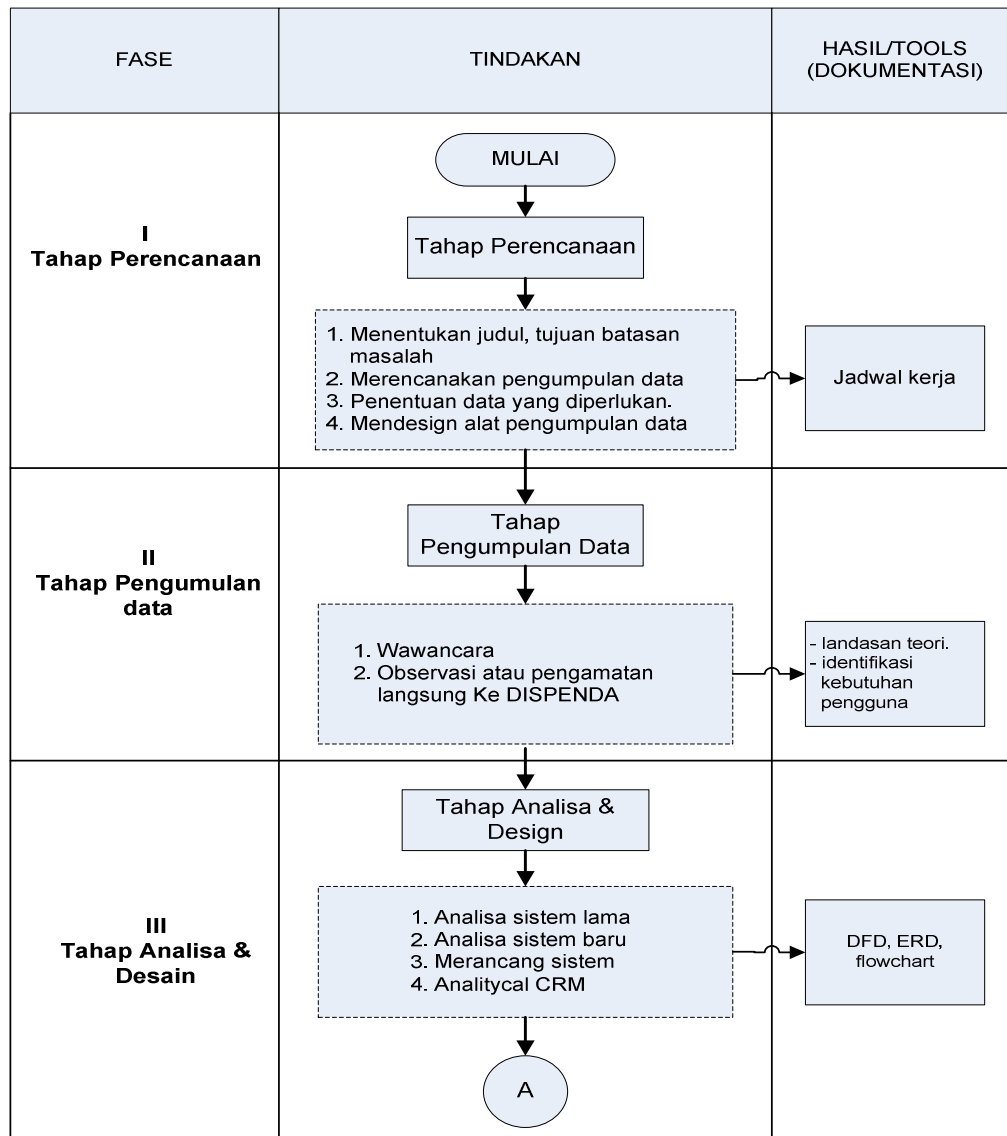 FASE
TINDAKAN
HASIL/TOOLS
(DOKUMENTASI)
I
Tahap Perencanaan
MULAI
Tahap Perencanaan
1. Menentukan judul, tujuan batasan
masalah
2. Merencanakan pengumpulan data
3. Penentuan data yang diperlukan.
4. Mendesign alat pengumpulan data
Jadwal kerja
II
Tahap Pengumulan
data
Tahap
Pengumpulan Data
1. Wawancara
2. Observasi atau pengamatan
langsung Ke DISPENDA
- landasan teori.
- identifikasi
kebutuhan
pengguna
III
Tahap Analisa &
Desain
Tahap Analisa &
Design
1. Analisa sistem lama
2. Analisa sistem baru
3. Merancang sistem
4. Analitycal CRM
DFD, ERD,
flowchart
A